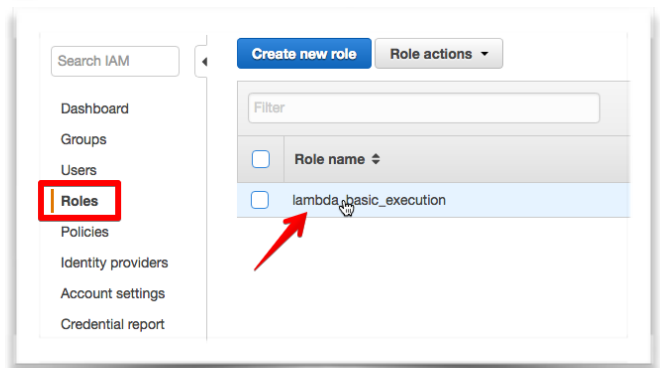 Search IAM
Dashboard
Groups
Users
Roles
Policies
Identity providers
Account settings
Credential report
Create new role
Role actions
Filter
Role name
lambda_basic_execution